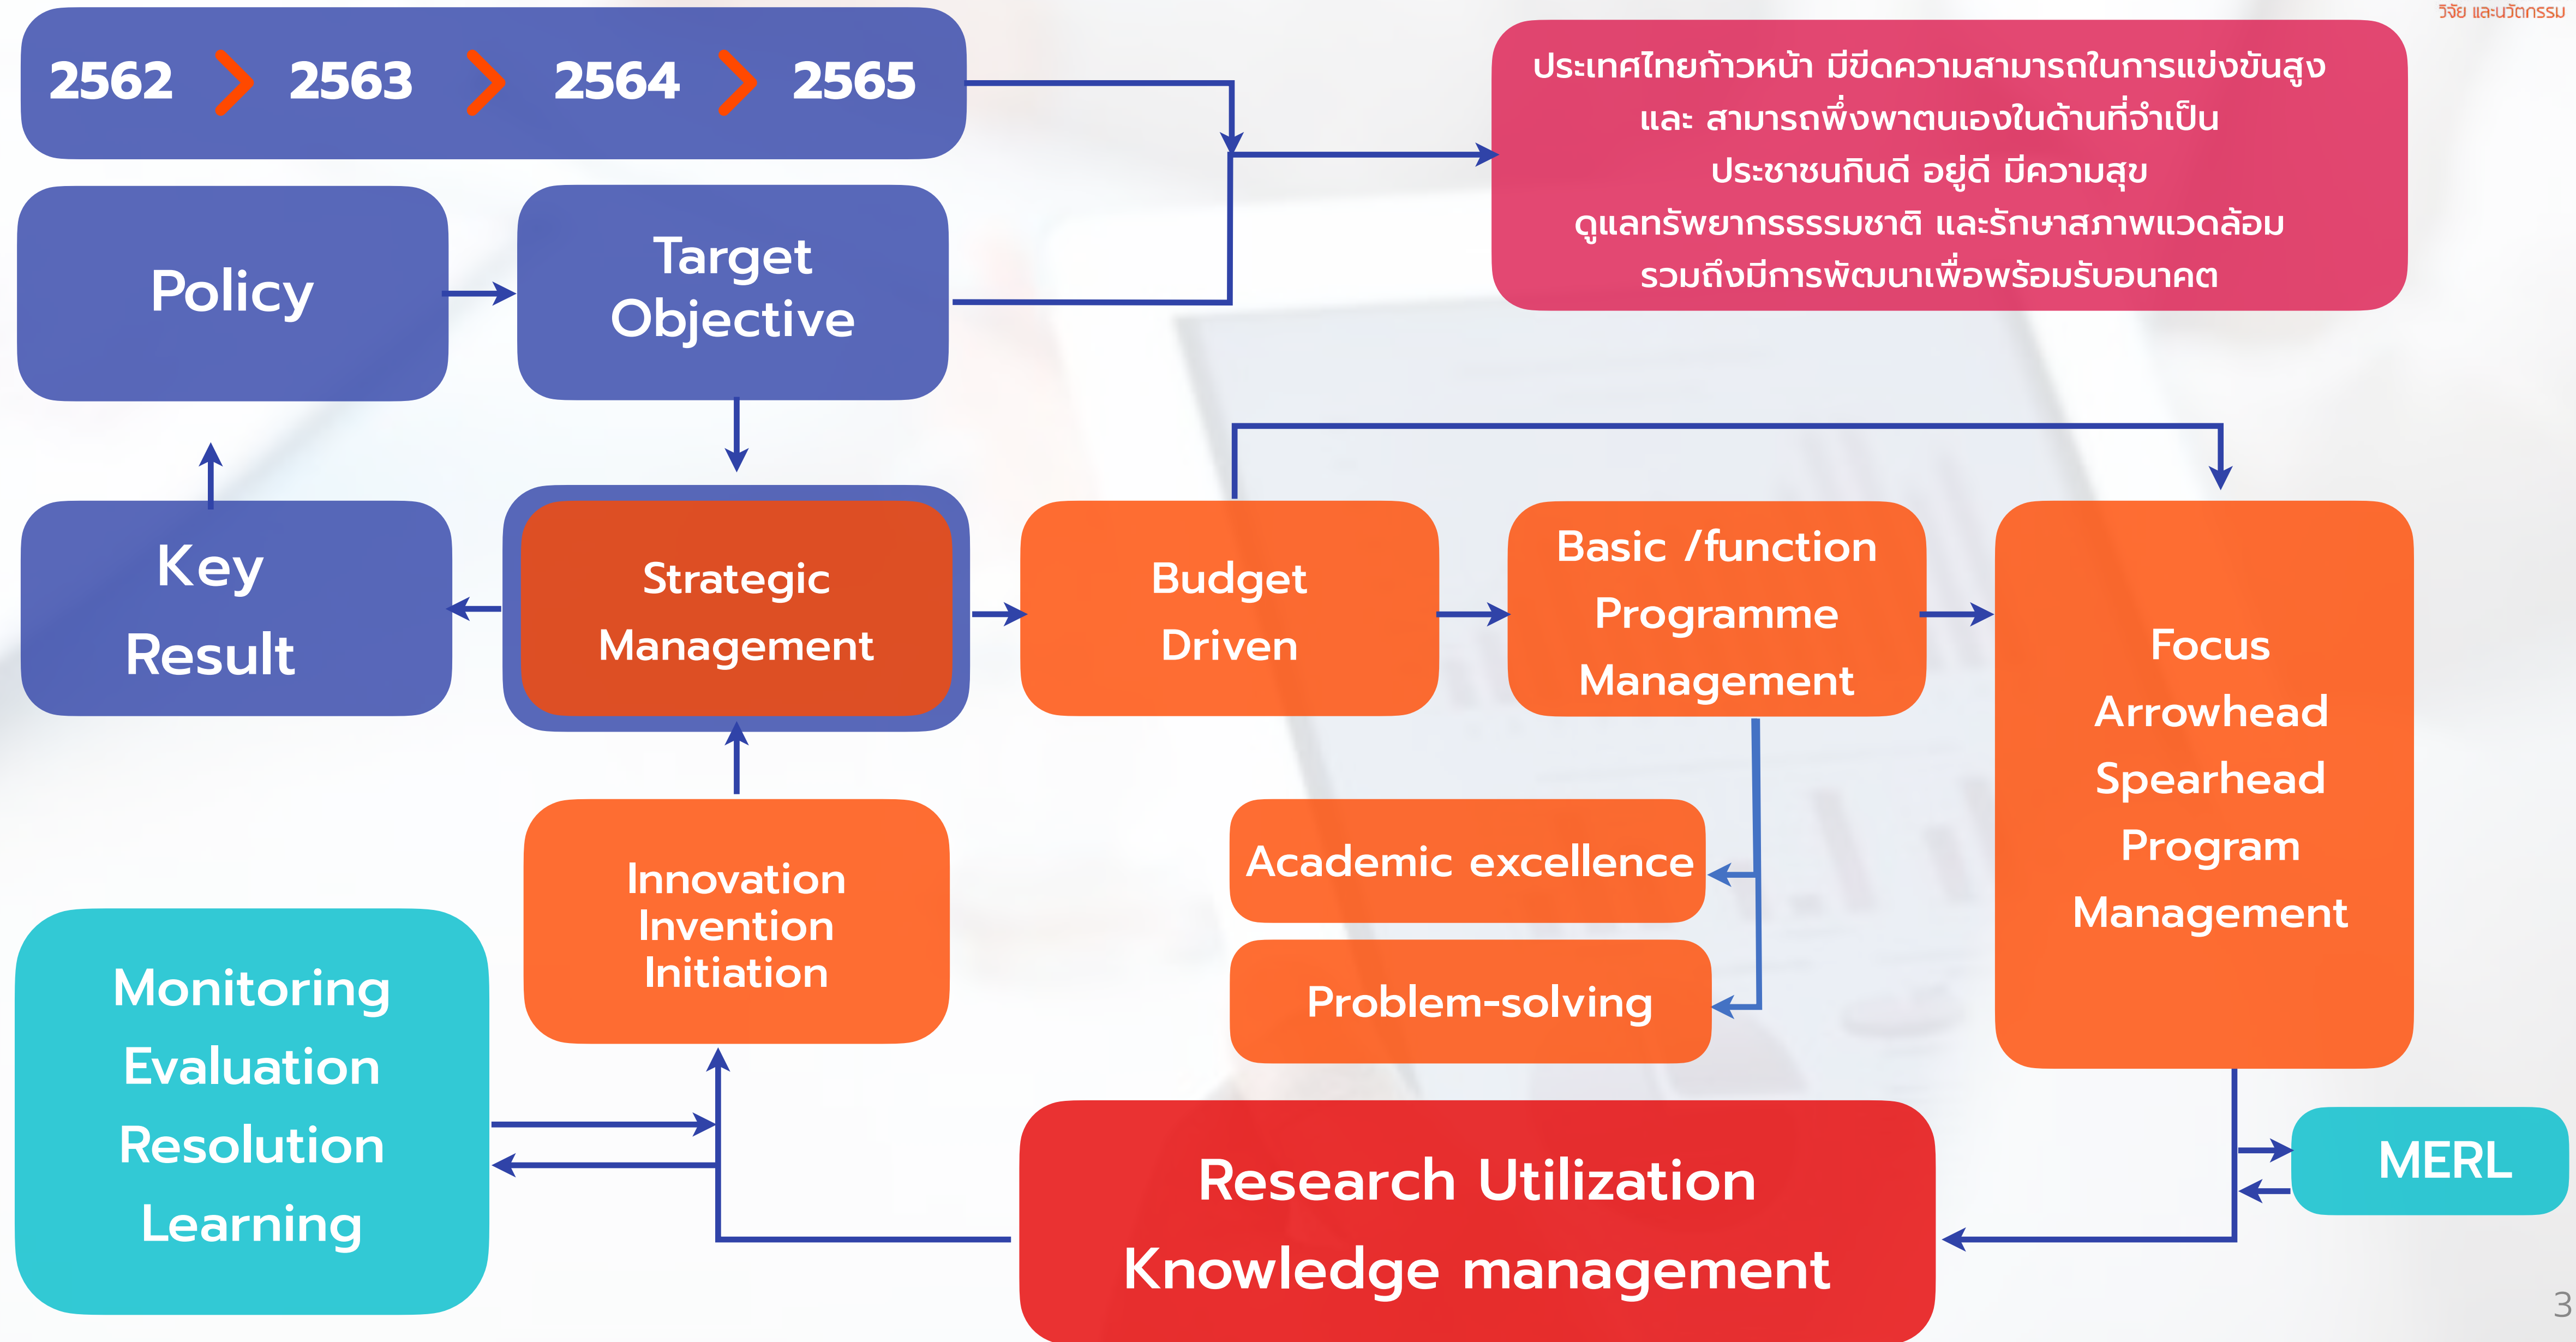 วิจัย และนวัตกรรม
2562 2563 2564 2565
ประเทศไทยก้าวหน้า มีขีดความสามารถในการแข่งขันสูง
และ สามารถพึ่งพาตนเองในด้านที่จำเป็น
ประชาชนกินดี อยู่ดี มีความสุข
ดูแลทรัพยากรธรรมชาติ และรักษาสภาพแวดล้อม
รวมถึงมีการพัฒนาเพื่อพร้อมรับอนาคต
Policy
Target
Objective
Key
Result
Strategic
Management
Budget
Driven
Basic /function
Programme
Management
Focus
Arrowhead
Spearhead
Program
Management
Innovation
Invention
Initiation
Academic excellence
Problem-solving
Monitoring
Evaluation
Resolution
Learning
Research Utilization
Knowledge management
MERL
3